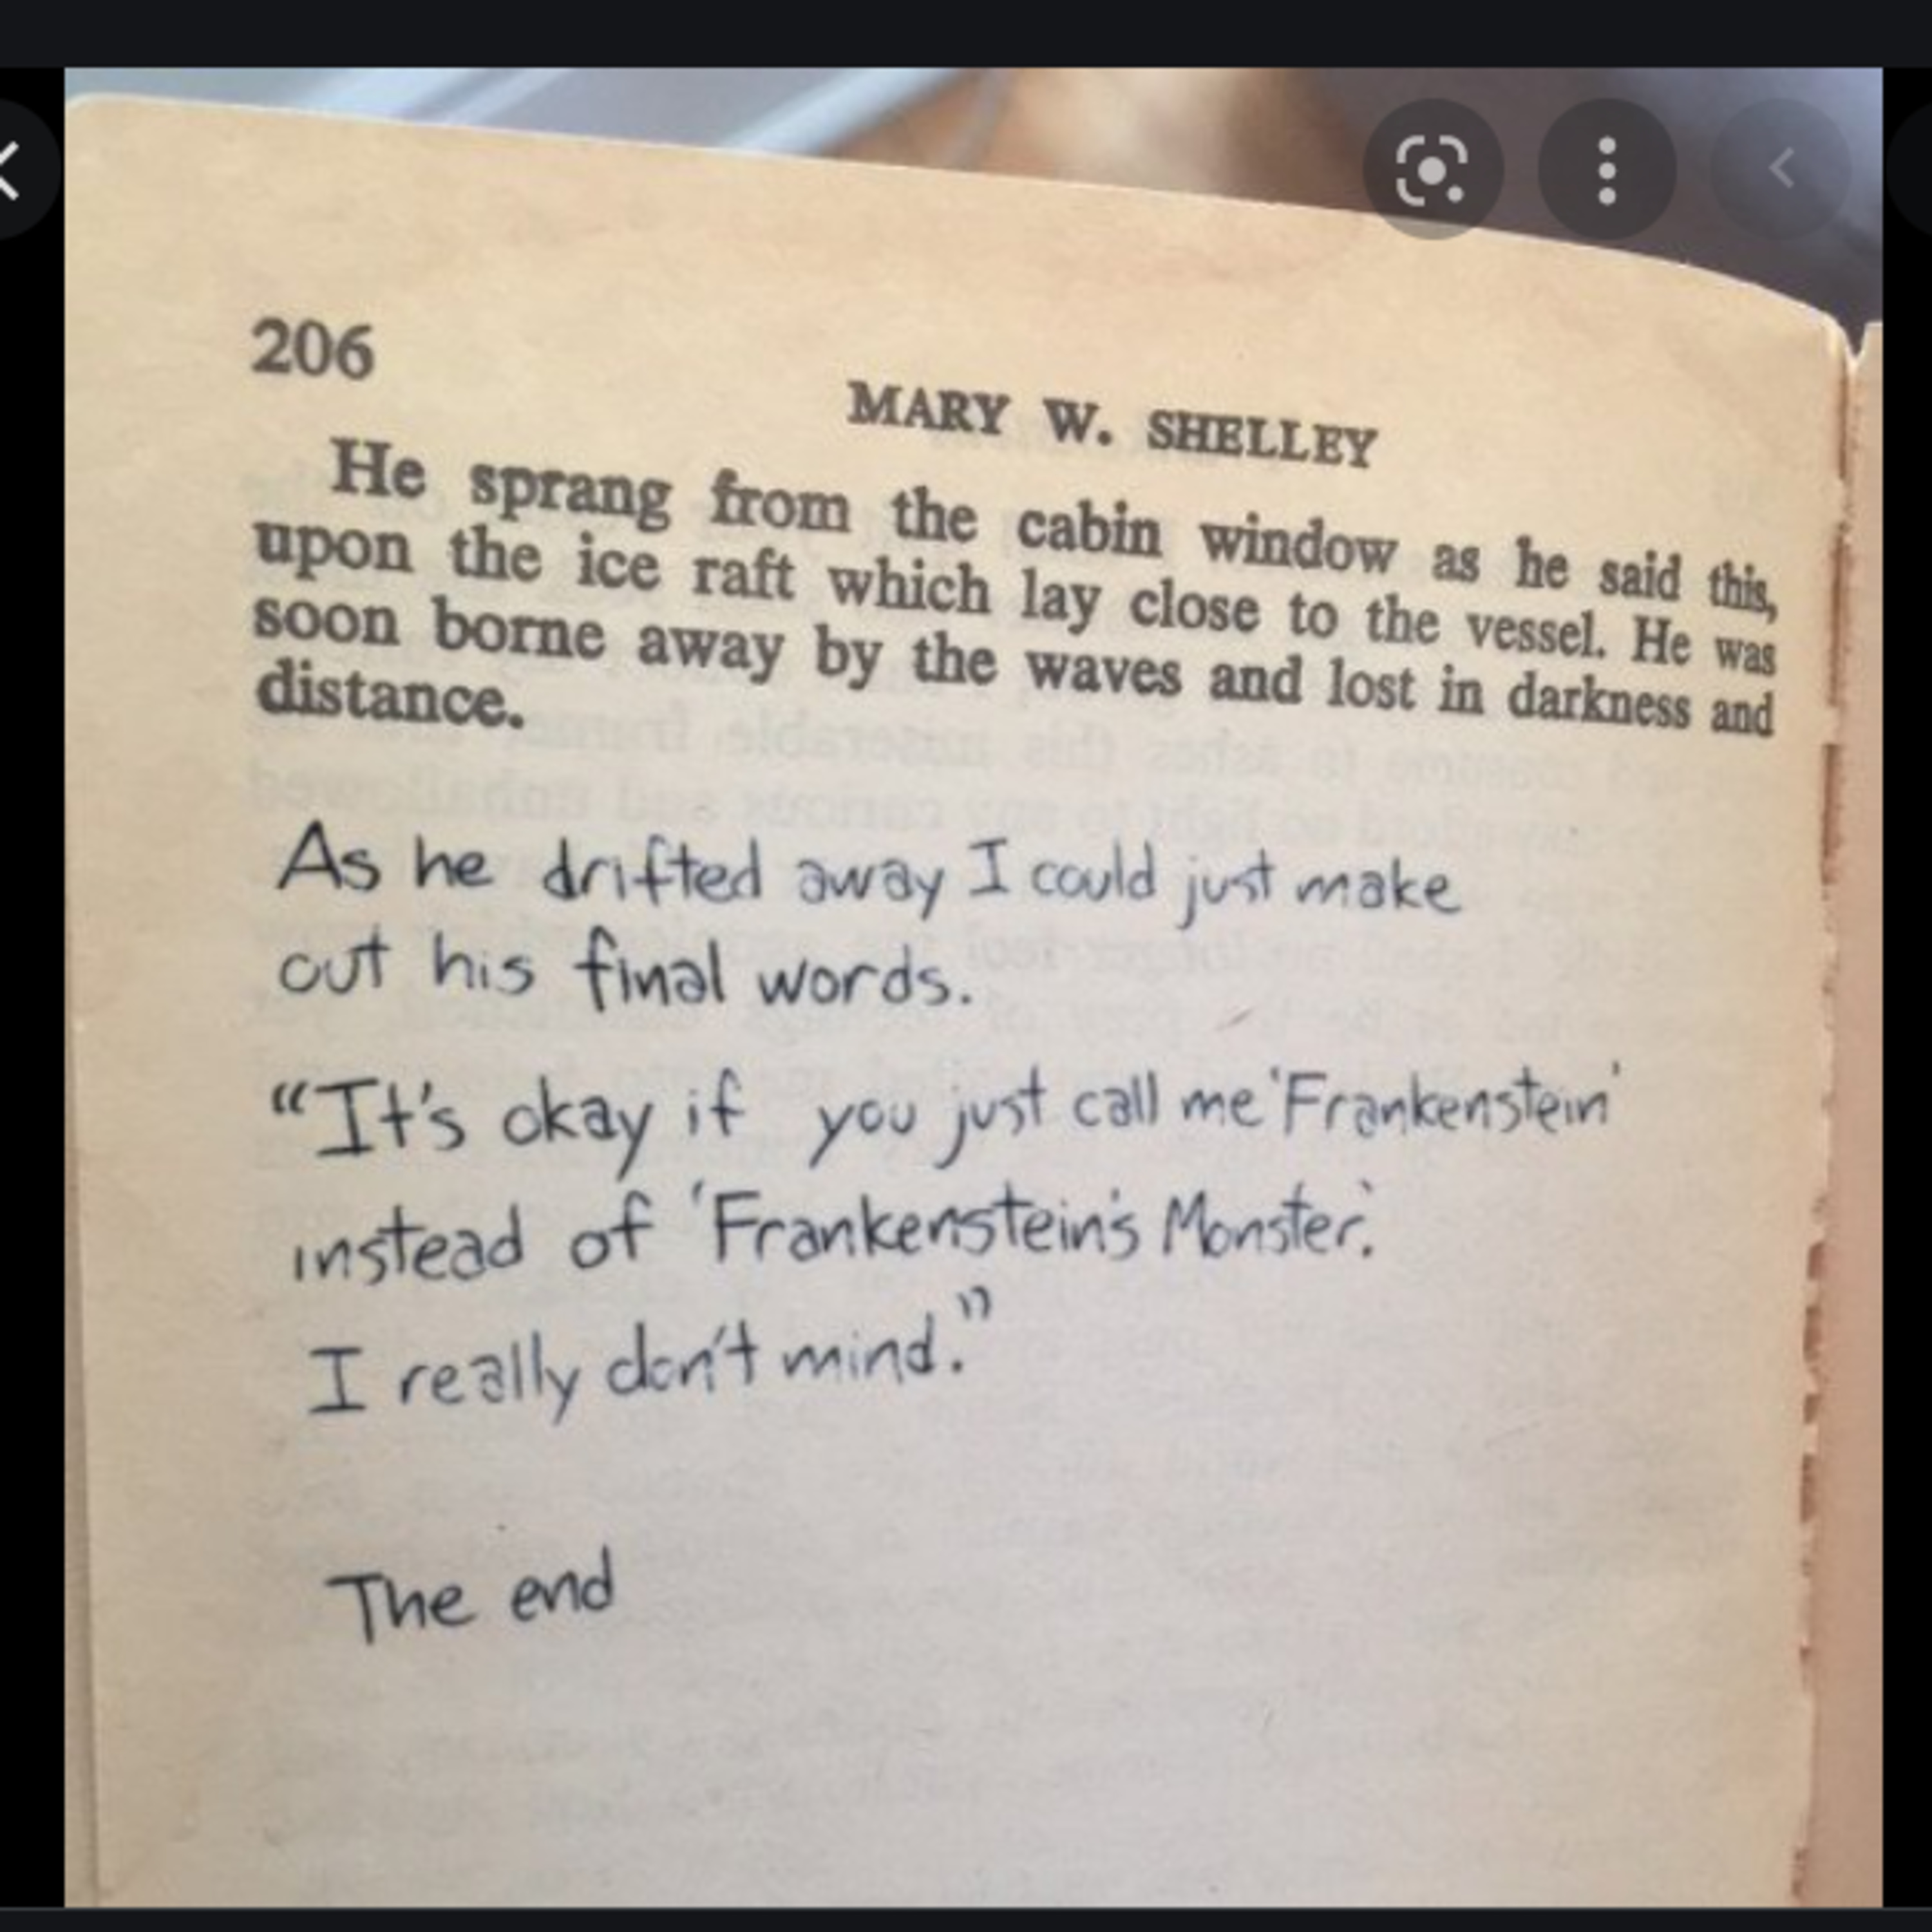 206
MARY W. SHELLEY
He sprang from the cabin window as he said this,
upon the ice raft which lay close to the vessel. He was
soon borne away by the waves and lost in darkness and
distance.
As he drifted away I could just make
out his final words.
“It's okay if you just call me 'Frankenstein'
instead of 'Frankenstein's Monster.'
I really don't mind.”
The end